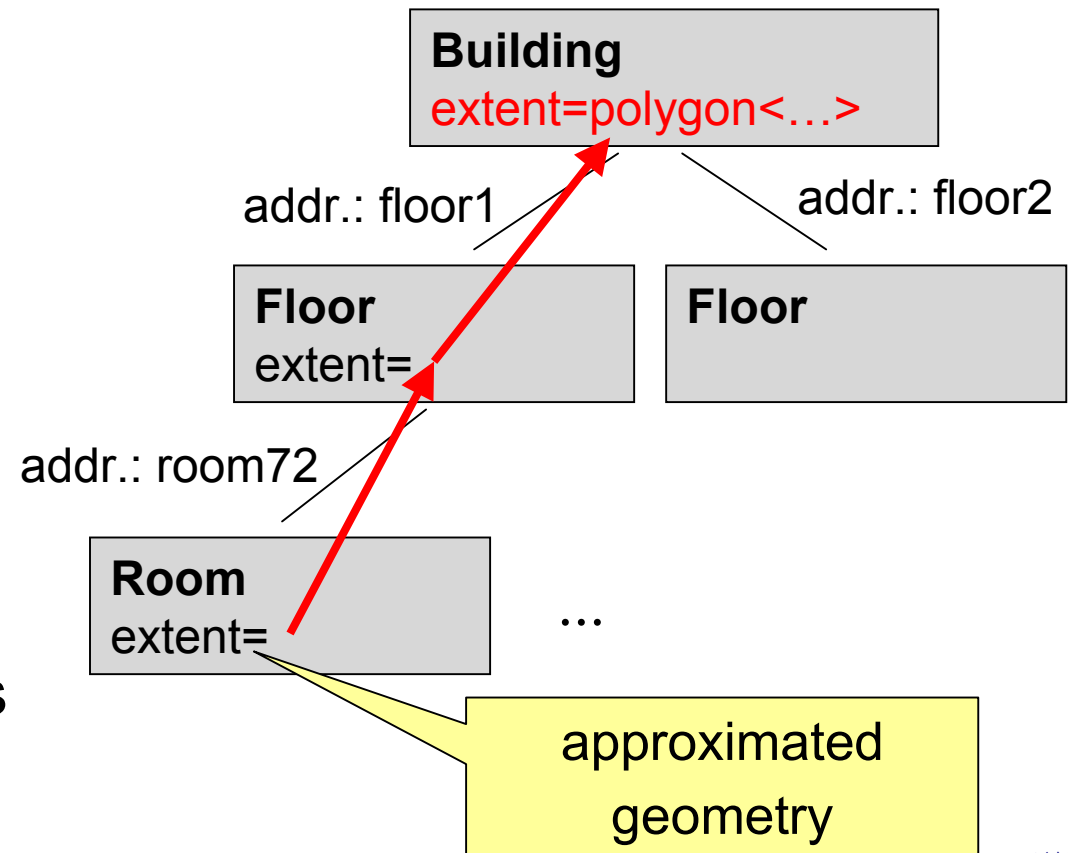 Building
extent=polygon<…>
addr.: floor1
addr.: floor2
Floor
extent=
Floor
addr.: room72
Room
extent=
...
s
approximated
geometry